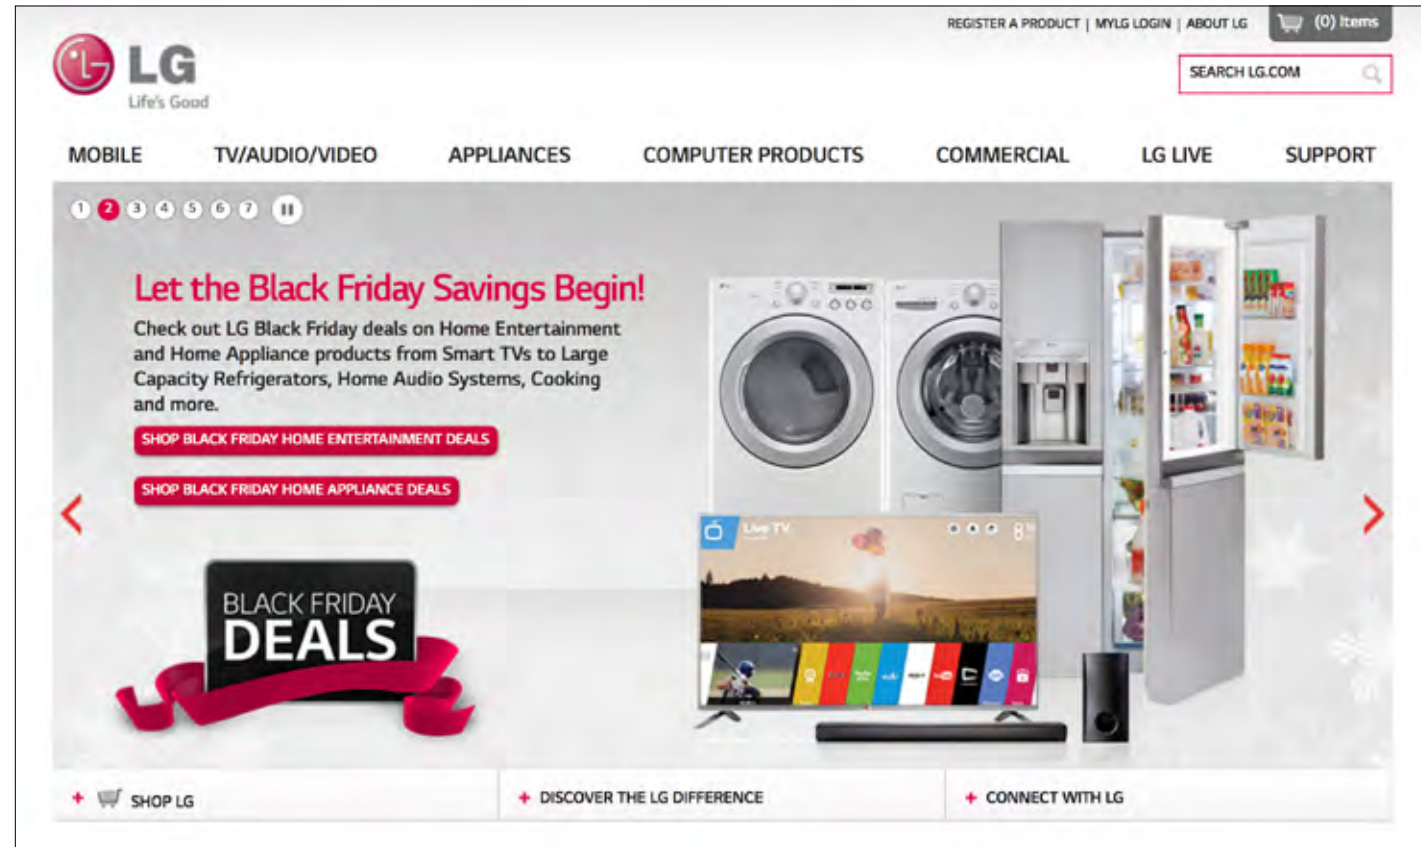 REGISTER A PRODUCT | MYLG LOGIN | ABOUT LG
(0) Items
LG
Life's Good
SEARCH LG.COM
MOBILE TV/AUDIO/VIDEO APPLIANCES COMPUTER PRODUCTS COMMERCIAL LG LIVE SUPPORT
1 2 3 4 5 6 7
Let the Black Friday Savings Begin!
Check out LG Black Friday deals on Home Entertainment
and Home Appliance products from Smart TVs to Large
Capacity Refrigerators, Home Audio Systems, Cooking
and more.
SHOP BLACK FRIDAY HOME ENTERTAINMENT DEALS
SHOP BLACK FRIDAY HOME APPLIANCE DEALS
Live TV
BLACK FRIDAY
DEALS
+ SHOP LG
+ DISCOVER THE LG DIFFERENCE
+ CONNECT WITH LG